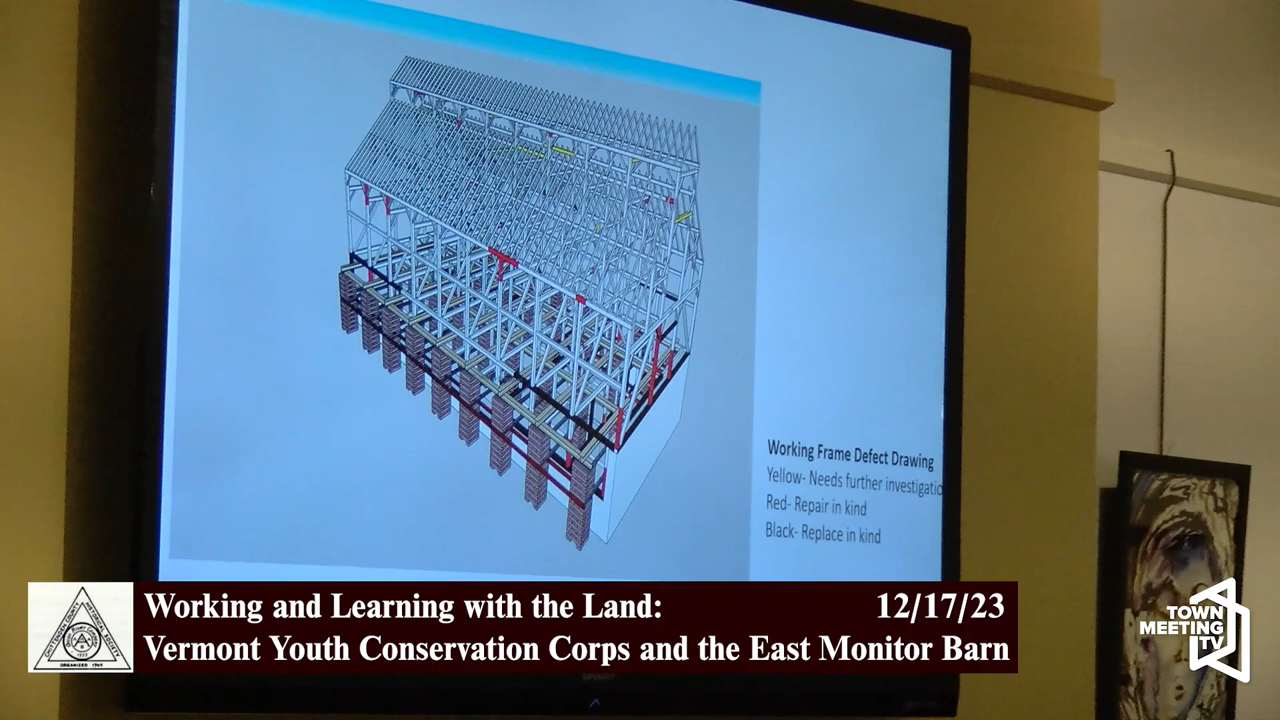 Working Frame Defect Drawing
Yellow- Needs further investigatio
Red- Repair in kind
Black- Replace in kind
Working and Learning with the Land:
12/17/23
Vermont Youth Conservation Corps and the East Monitor Barn
TOWN
MEETING
TV